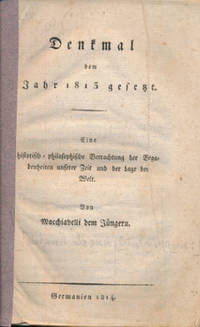 Denkmal
dem
Jahr 1813 gesetzt.
Eine
historisch-philosophische Betrachtung der Bege-
benheiten unserer Zeit und der Lage der
Welt.
Von
Macchiavelli dem Jüngern.
Germanien 1814.